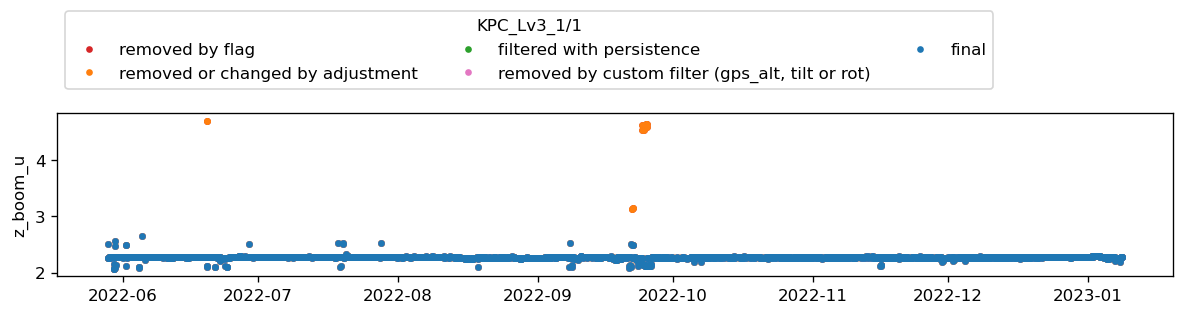 KPC_Lv3_1/1
removed by flag
filtered with persistence
final
removed or changed by adjustment
removed by custom filter (gps_alt, tilt or rot)
z_boom_u
4
3
2
2022-06
2022-07
2022-08
2022-09
2022-10
2022-11
2022-12
2023-01